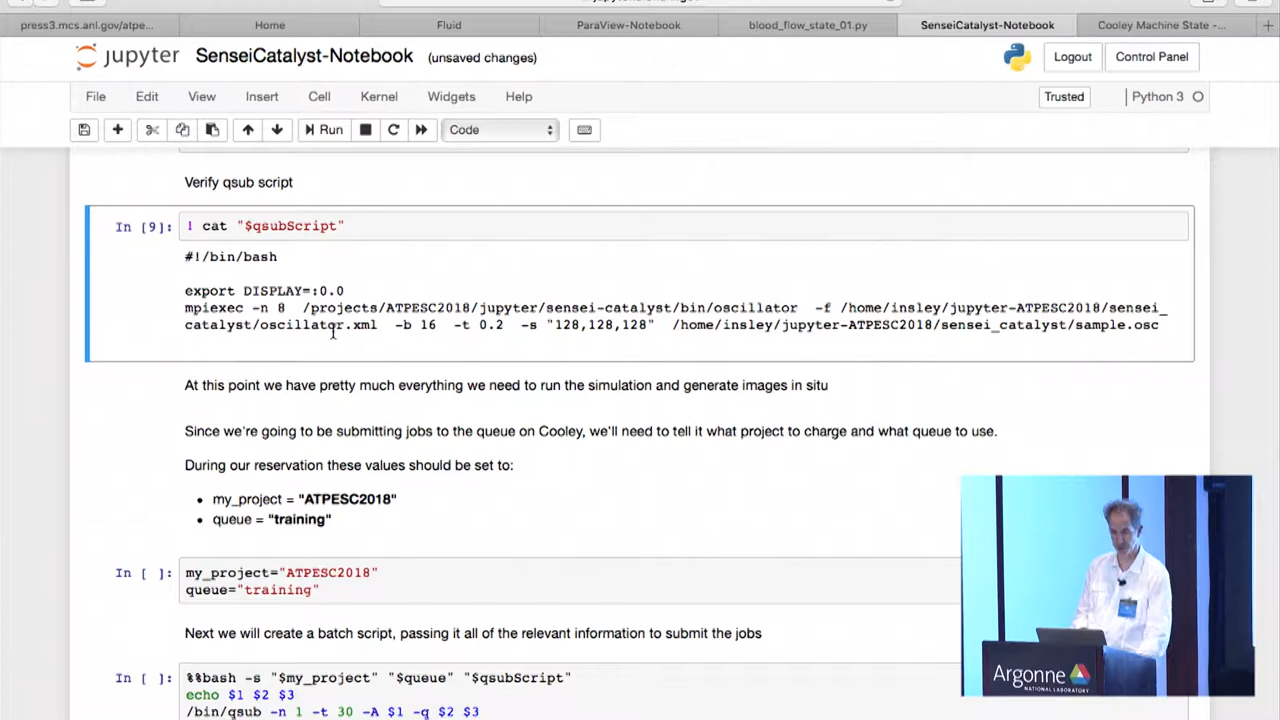 press3.mcs.anl.gov/atpe...
Home
Fluid
ParaView-Notebook
blood_flow_state_01.py
SenseiCatalyst-Notebook
Cooley Machine State -...
jupyter
SenseiCatalyst-Notebook
(unsaved changes)
Logout
Control Panel
File
Edit
View
Insert
Cell
Kernel
Widgets
Help
Trusted
Python 3
Run
Code
Verify qsub script
In [9]:
! cat "$qsubScript"
#!/bin/bash
export DISPLAY=:0.0
mpiexec -n 8 /projects/ATPESC2018/jupyter/sensei-catalyst/bin/oscillator -f /home/insley/jupyter-ATPESC2018/sensei_
catalyst/oscillator.xml -b 16 -t 0.2 -s "128,128,128" /home/insley/jupyter-ATPESC2018/sensei_catalyst/sample.osc
At this point we have pretty much everything we need to run the simulation and generate images in situ
Since we're going to be submitting jobs to the queue on Cooley, we'll need to tell it what project to charge and what queue to use.
During our reservation these values should be set to:
• my_project = "ATPESC2018"
• queue = "training"
In [ ]:
my_project="ATPESC2018"
queue="training"
Next we will create a batch script, passing it all of the relevant information to submit the jobs
In [ ]:
%%bash -s "$my_project" "$queue" "$qsubScript"
echo $1 $2 $3
/bin/qsub -n 1 -t 30 -A $1 -q $2 $3
Argonne
NATIONAL LABORATORY